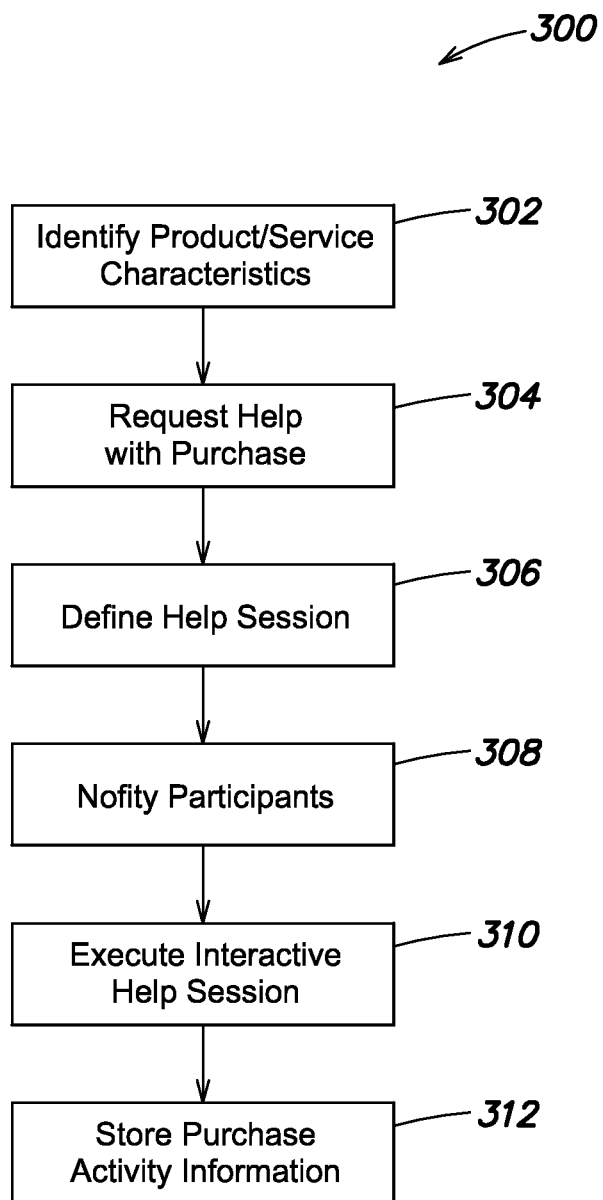 300
302
Identify Product/Service
Characteristics
304
Request Help
with Purchase
306
Define Help Session
308
Nofity Participants
310
Execute Interactive
Help Session
312
Store Purchase
Activity Information